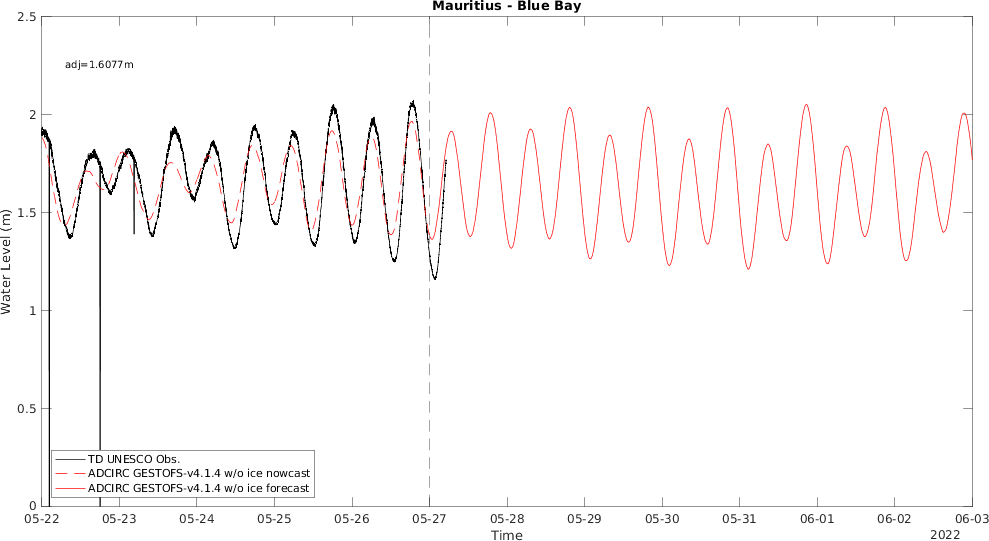 Mauritius - Blue Bay
2.5
adj=1.6077m
2
1.5
Water Level (m)
1
0.5
TD UNESCO Obs.
ADCIRC GESTOFS-v4.1.4 w/o ice nowcast
ADCIRC GESTOFS-v4.1.4 w/o ice forecast
0
05-22 05-23 05-24 05-25 05-26 05-27 05-28 05-29 05-30 05-31 06-01 06-02 06-03
Time
2022